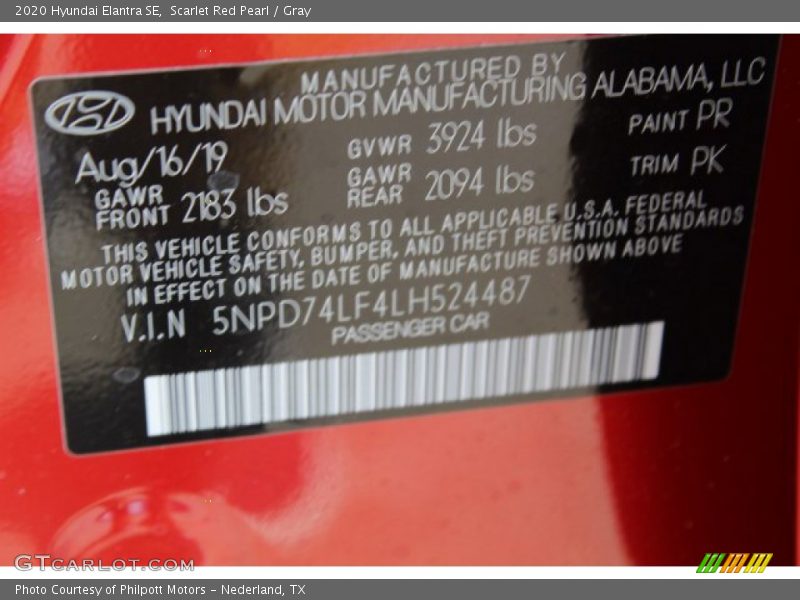 2020 Hyundai Elantra SE, Scarlet Red Pearl / Gray
MANUFACTURED BY
HYUNDAI MOTOR MANUFACTURING ALABAMA, LLC
Aug/16/19 GVWR 3924 lbs PAINT PR
GAWR FRONT 2183 lbs GAWR REAR 2094 lbs TRIM PK
THIS VEHICLE CONFORMS TO ALL APPLICABLE U.S.A. FEDERAL
MOTOR VEHICLE SAFETY, BUMPER, AND THEFT PREVENTION STANDARDS
IN EFFECT ON THE DATE OF MANUFACTURE SHOWN ABOVE
V.I.N 5NPD74LF4LH524487
PASSENGER CAR
GTCARLOT.COM
Photo Courtesy of Philpott Motors - Nederland, TX